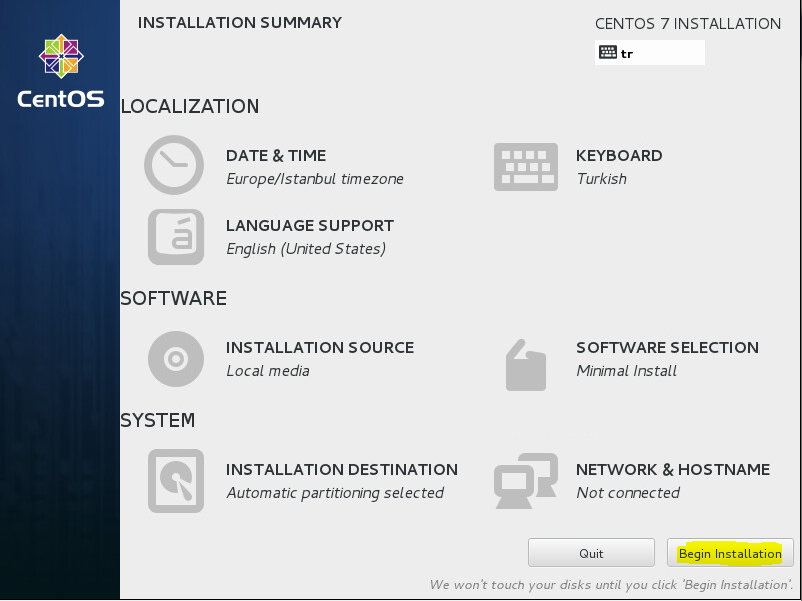 INSTALLATION SUMMARY
CENTOS 7 INSTALLATION
tr
CentOS
LOCALIZATION
DATE & TIME
Europe/Istanbul timezone
KEYBOARD
Turkish
á
LANGUAGE SUPPORT
English (United States)
SOFTWARE
INSTALLATION SOURCE
Local media
SOFTWARE SELECTION
Minimal Install
SYSTEM
INSTALLATION DESTINATION
Automatic partitioning selected
NETWORK & HOSTNAME
Not connected
Quit
Begin Installation
We won't touch your disks until you click 'Begin Installation'.